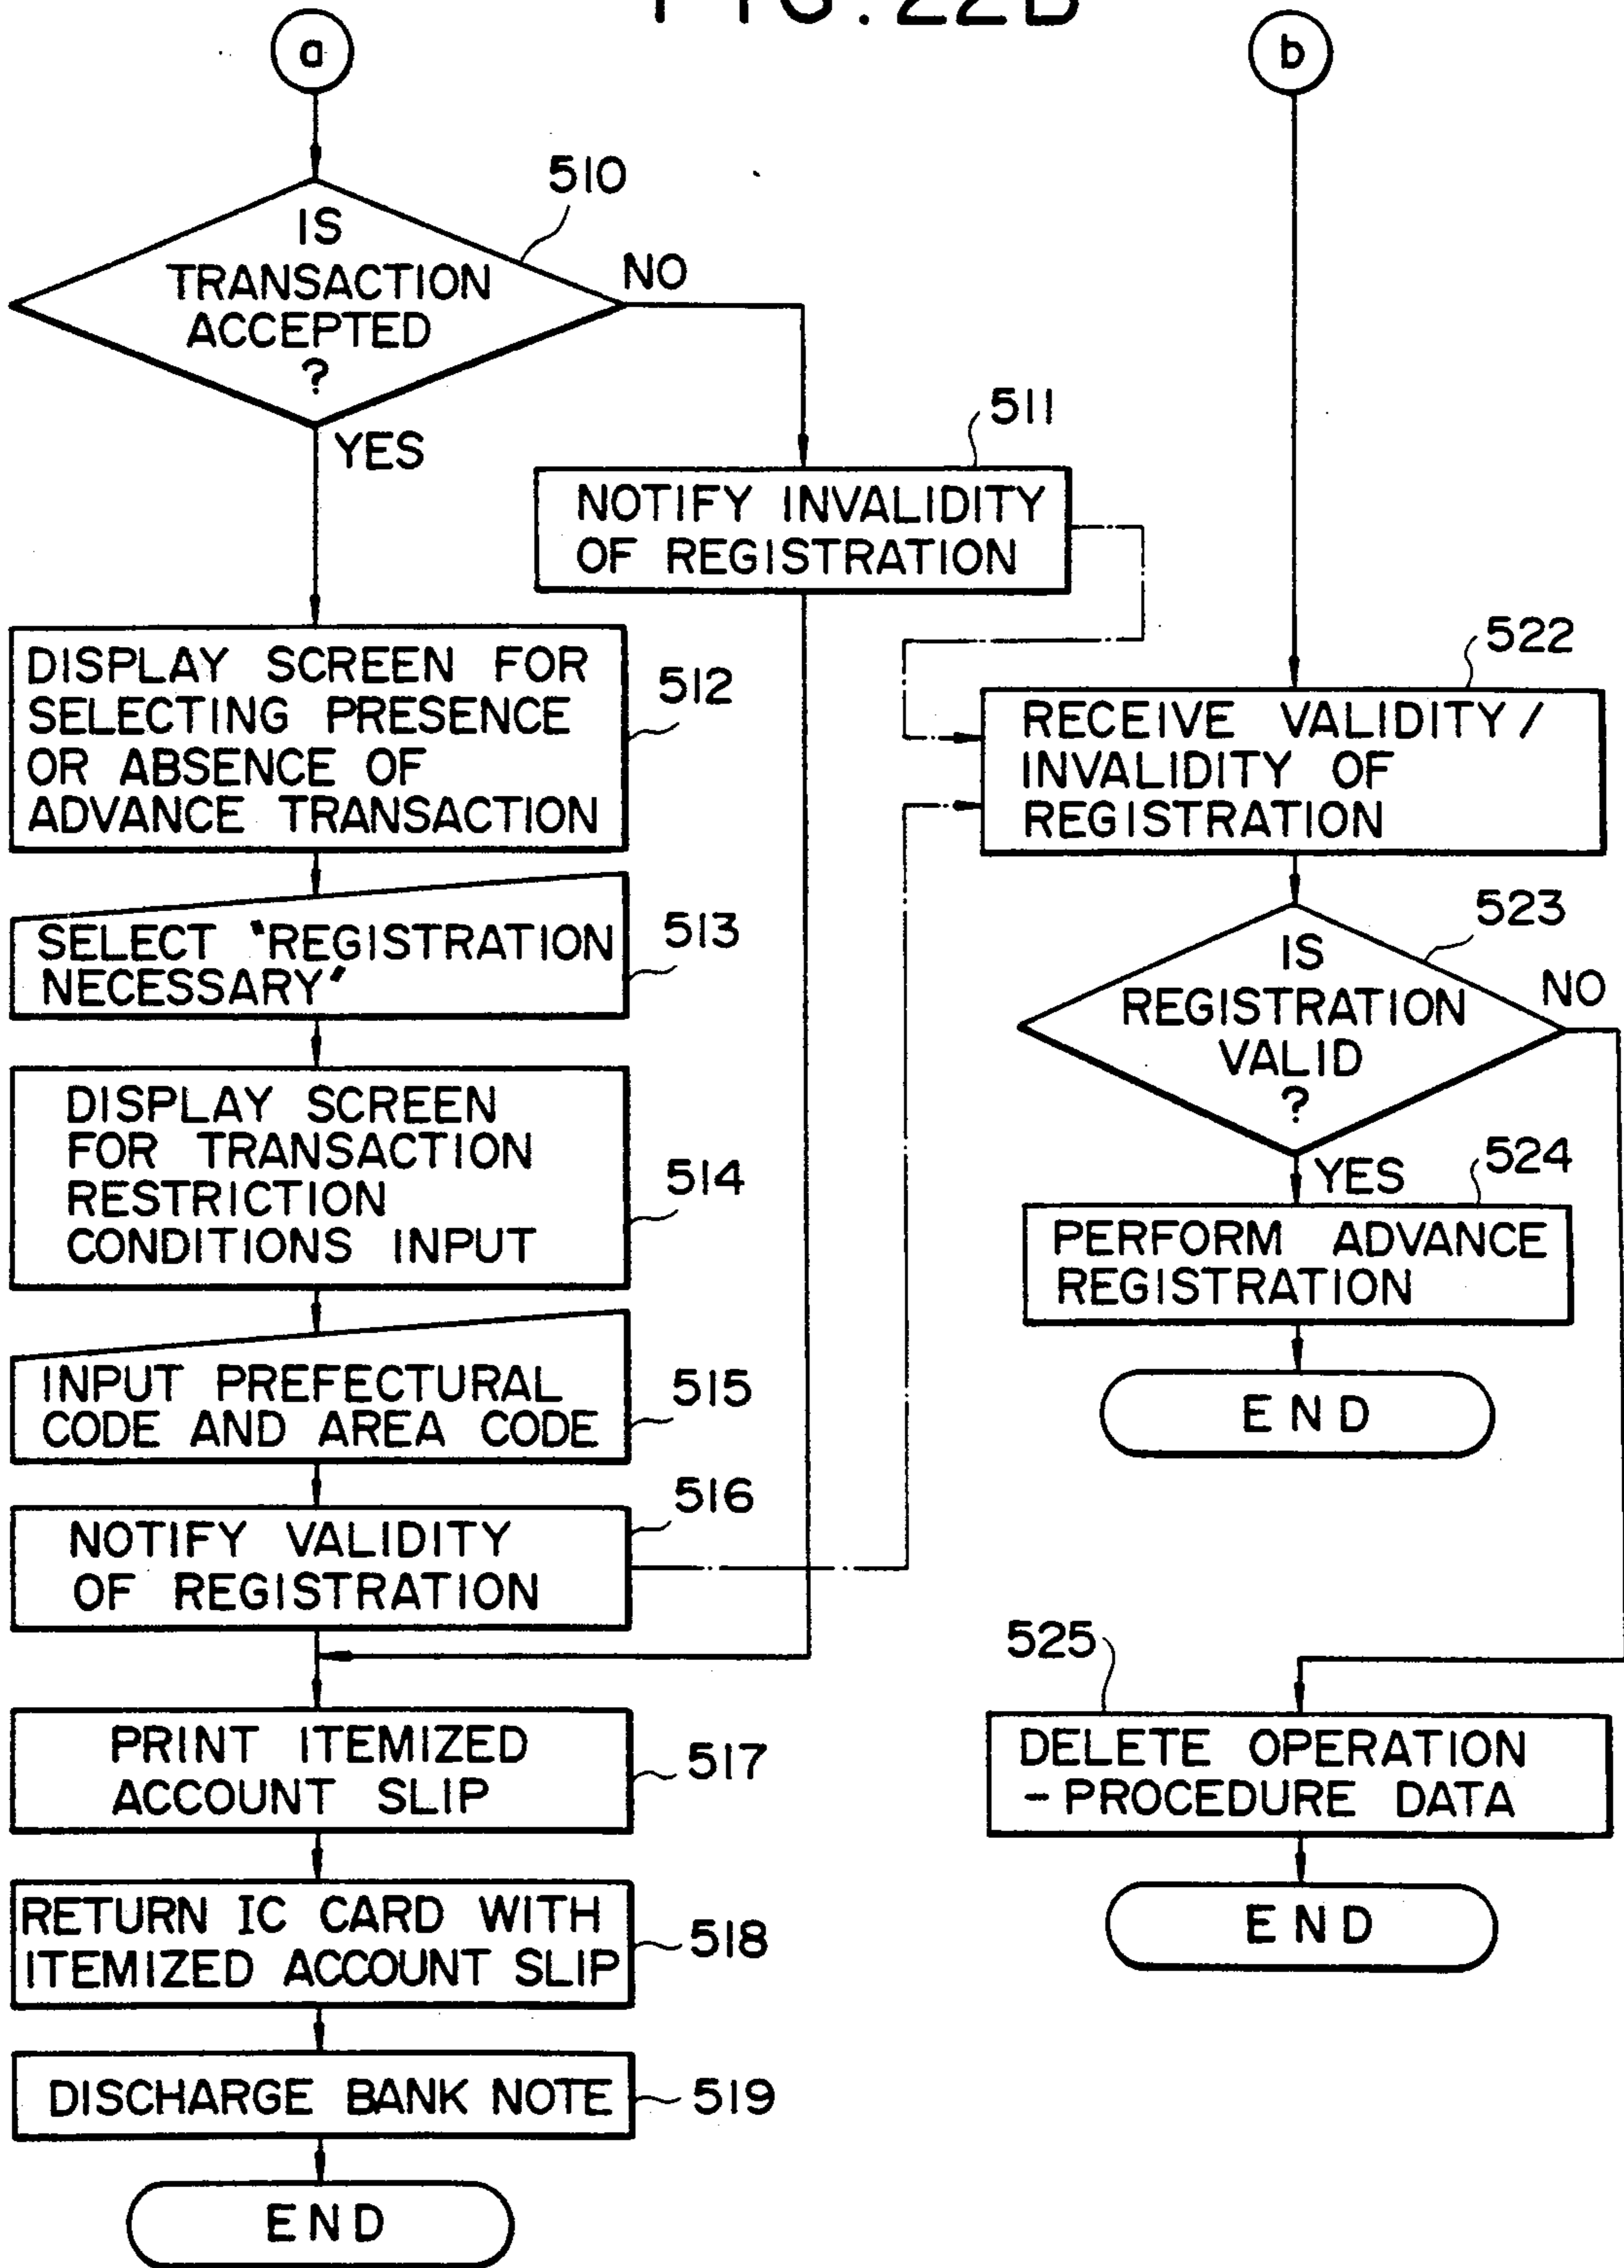 FIG. 22B
a
b
510
IS
TRANSACTION
ACCEPTED
?
NO
YES
511
NOTIFY INVALIDITY
OF REGISTRATION
DISPLAY SCREEN FOR
SELECTING PRESENCE
OR ABSENCE OF
ADVANCE TRANSACTION
512
SELECT "REGISTRATION
NECESSARY"
513
DISPLAY SCREEN
FOR TRANSACTION
RESTRICTION
CONDITIONS INPUT
514
INPUT PREFECTURAL
CODE AND AREA CODE
515
NOTIFY VALIDITY
OF REGISTRATION
516
PRINT ITEMIZED
ACCOUNT SLIP
517
RETURN IC CARD WITH
ITEMIZED ACCOUNT SLIP
518
DISCHARGE BANK NOTE
519
END
522
RECEIVE VALIDITY/
INVALIDITY OF
REGISTRATION
523
IS
REGISTRATION
VALID
?
NO
YES
524
PERFORM ADVANCE
REGISTRATION
END
525
DELETE OPERATION
-PROCEDURE DATA
END